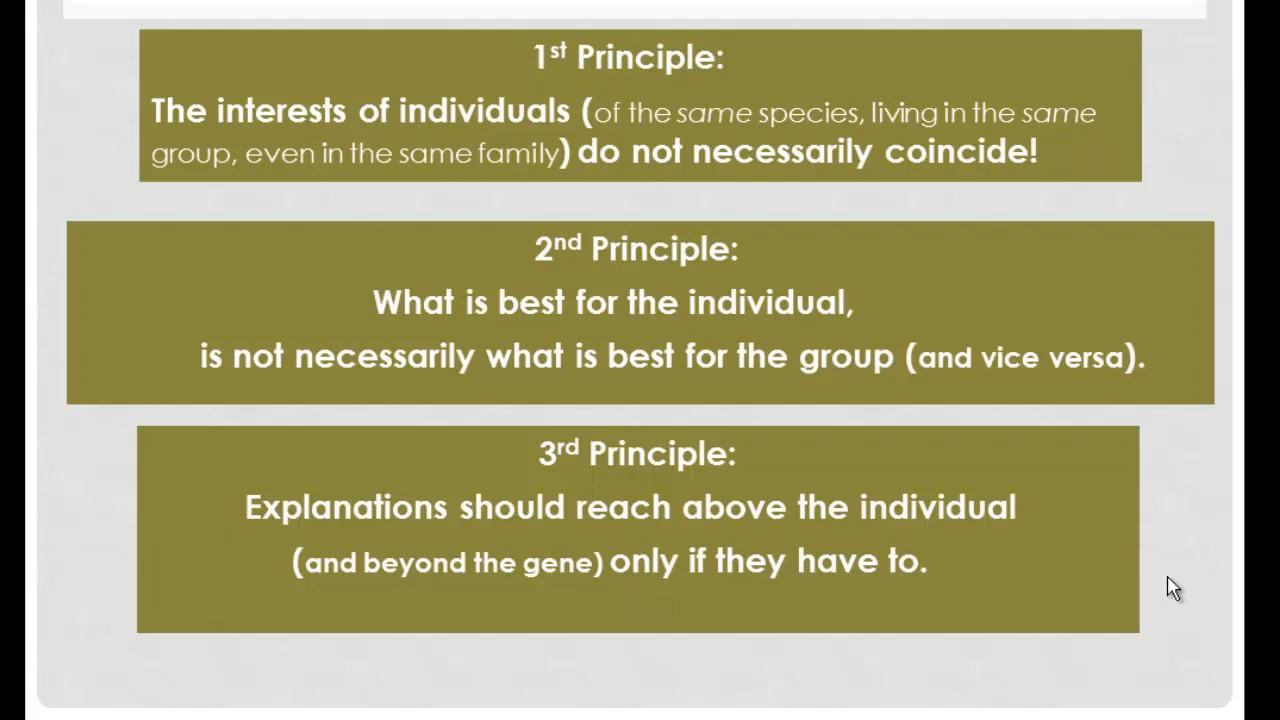 1st Principle:
The interests of individuals (of the same species, living in the same
group, even in the same family) do not necessarily coincide!
2nd Principle:
What is best for the individual,
is not necessarily what is best for the group (and vice versa).
3rd Principle:
Explanations should reach above the individual
(and beyond the gene) only if they have to.